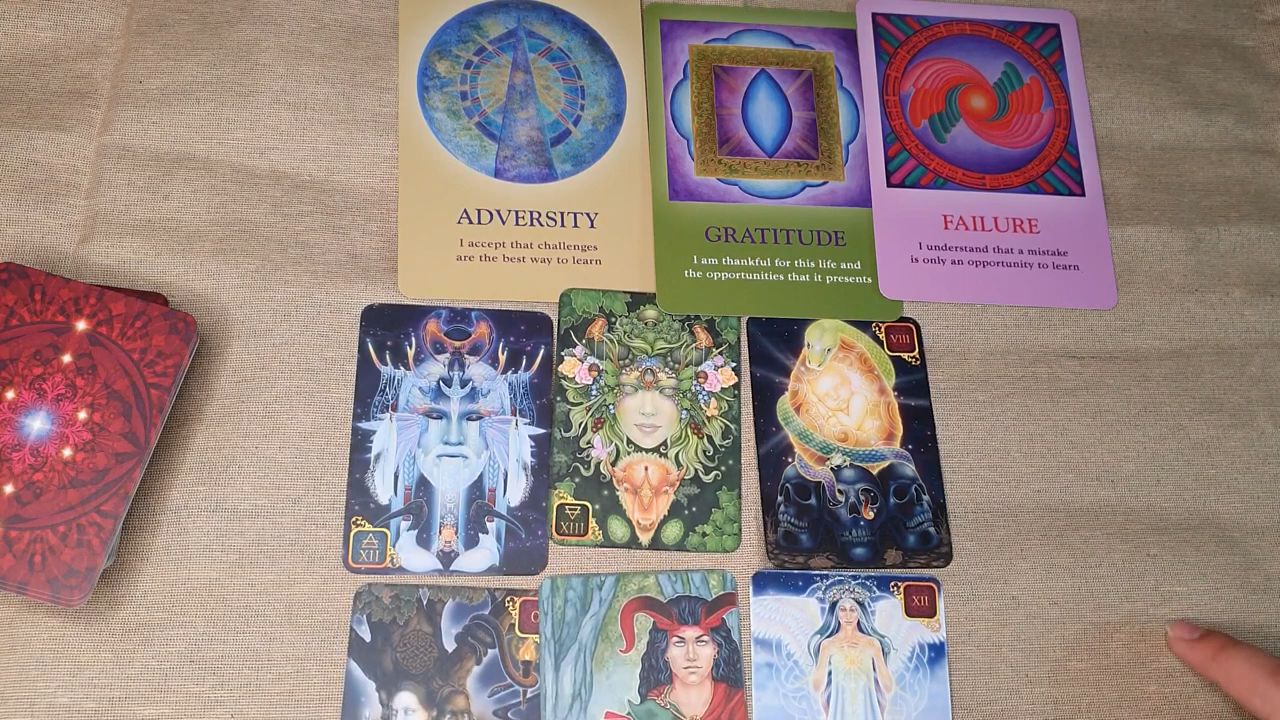 ADVERSITY
I accept that challenges
are the best way to learn
GRATITUDE
I am thankful for this life and
the opportunities that it presents
FAILURE
I understand that a mistake
is only an opportunity to learn
XII
XIII
VIII
XII